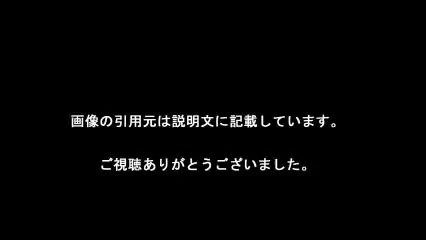 画像の引用元は説明文に記載しています。
ご視聴ありがとうございました。